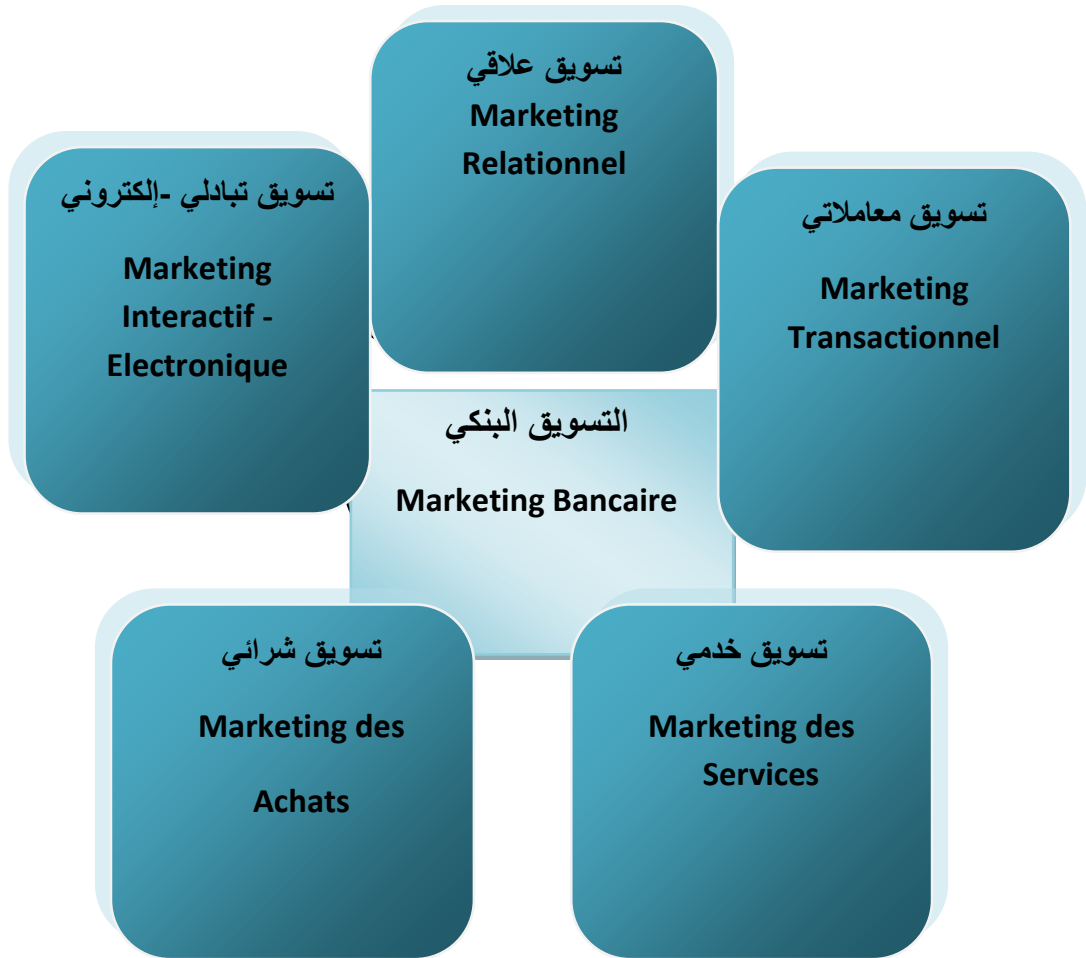 تسويق علاقي
Marketing
Relationnel
تسويق تبادلي -إلكتروني
Marketing
Interactif -
Electronique
تسويق معاملاتي
Marketing
Transactionnel
التسويق البنكي
Marketing Bancaire
تسويق شرائي
Marketing des
Achats
تسويق خدمي
Marketing des
Services